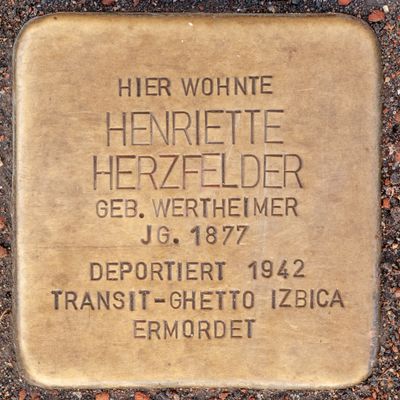 HIER WOHNTE
HENRIETTE
HERZFELDER
GEB. WERTHEIMER
JG. 1877
DEPORTIERT 1942
TRANSIT-GHETTO IZBICA
ERMORDET